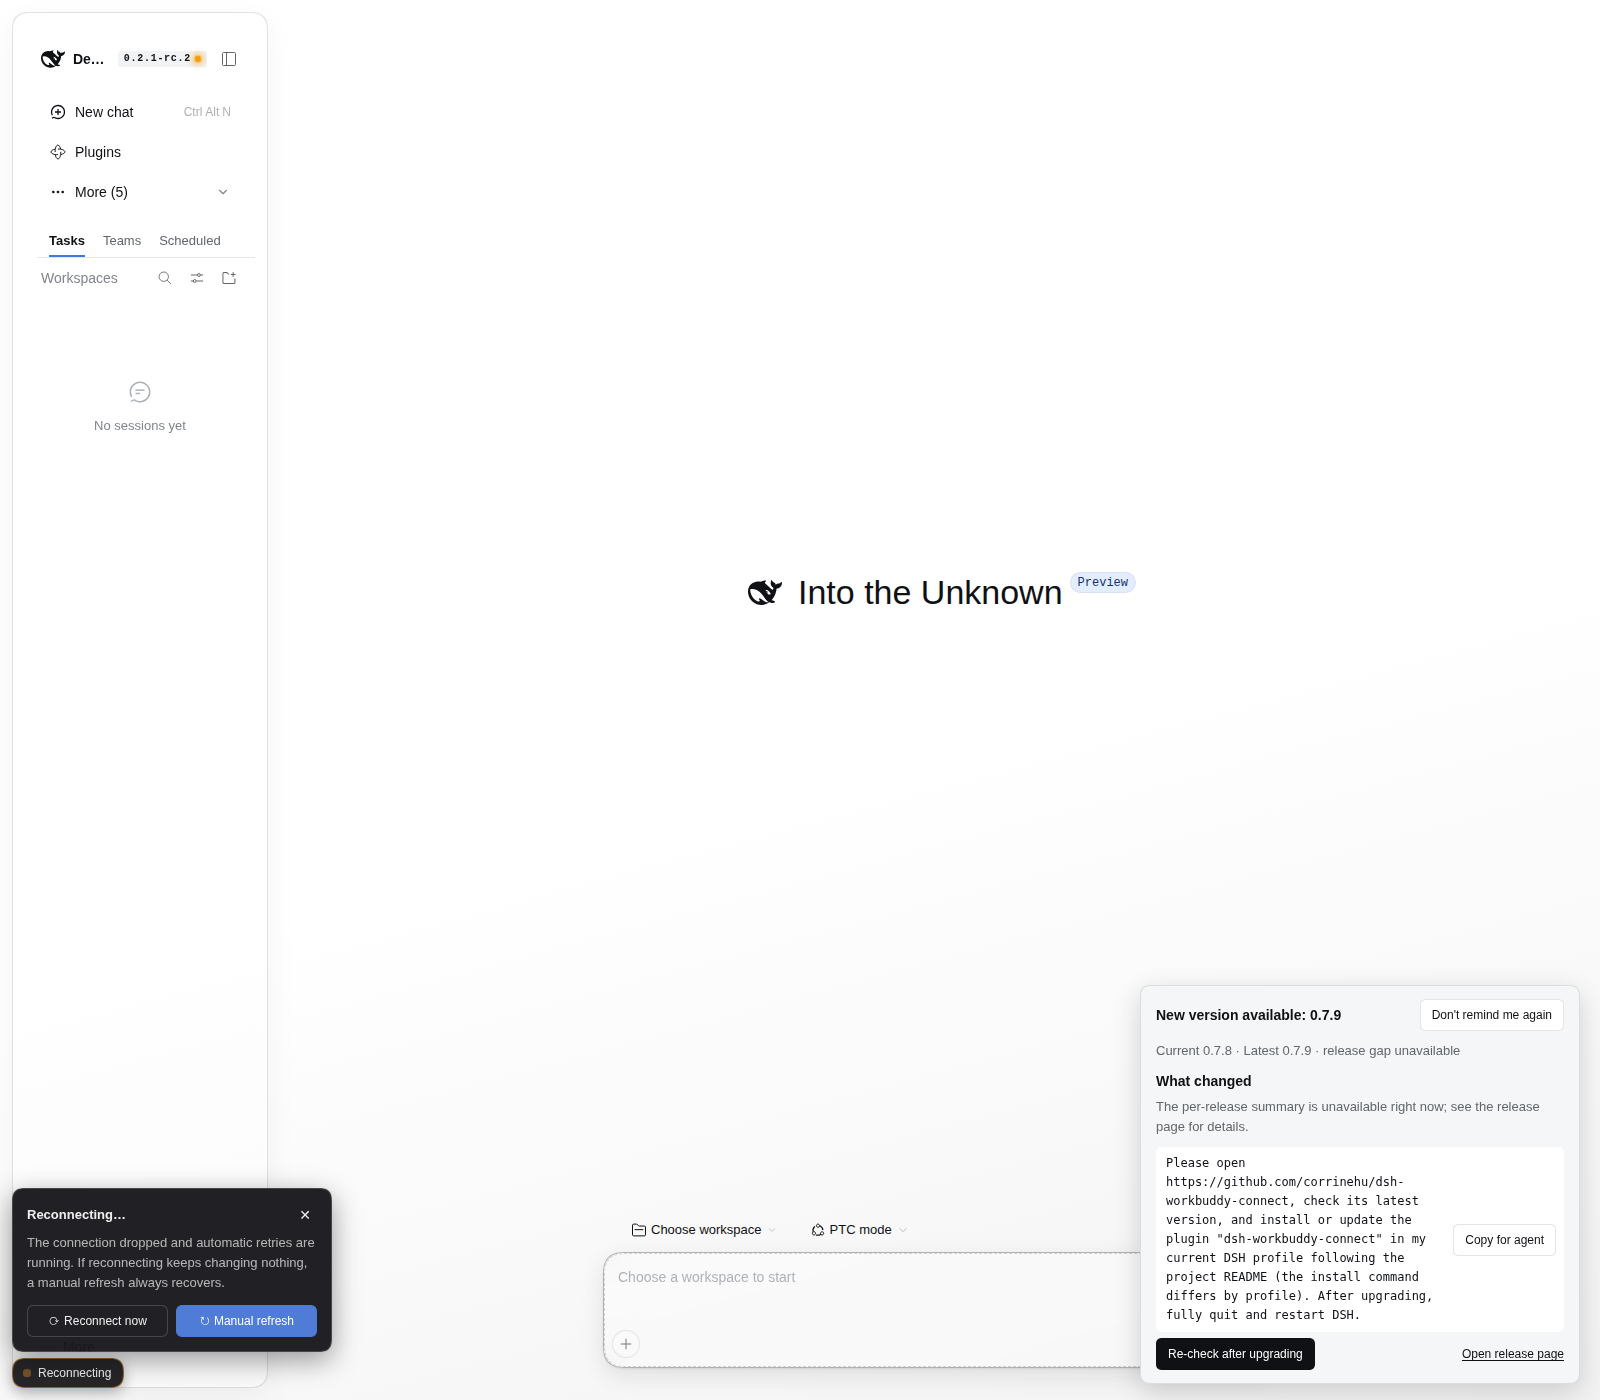 De...
0.2.1-rc.2
New chat
Ctrl Alt N
Plugins
More (5)
Tasks
Teams
Scheduled
Workspaces
No sessions yet
Into the Unknown
Preview
Reconnecting…
The connection dropped and automatic retries are
running. If reconnecting keeps changing nothing,
a manual refresh always recovers.
Reconnect now
Manual refresh
Reconnecting
Choose workspace
PTC mode
Choose a workspace to start
New version available: 0.7.9
Don't remind me again
Current 0.7.8 · Latest 0.7.9 · release gap unavailable
What changed
The per-release summary is unavailable right now; see the release
page for details.
Please open
https://github.com/corrinehu/dsh-
workbuddy-connect, check its latest
version, and install or update the
plugin "dsh-workbuddy-connect" in my
current DSH profile following the
project README (the install command
differs by profile). After upgrading,
fully quit and restart DSH.
Copy for agent
Re-check after upgrading
Open release page